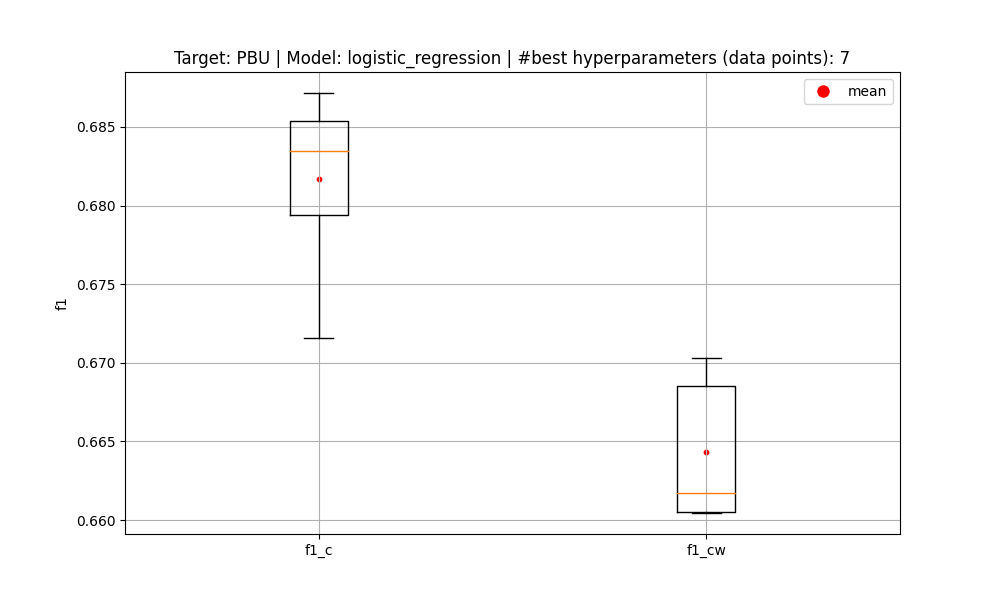 Target: PBU | Model: logistic_regression | #best hyperparameters (data points): 7
mean
0.685
0.680
0.675
0.670
0.665
0.660
f1
f1_c
f1_cw